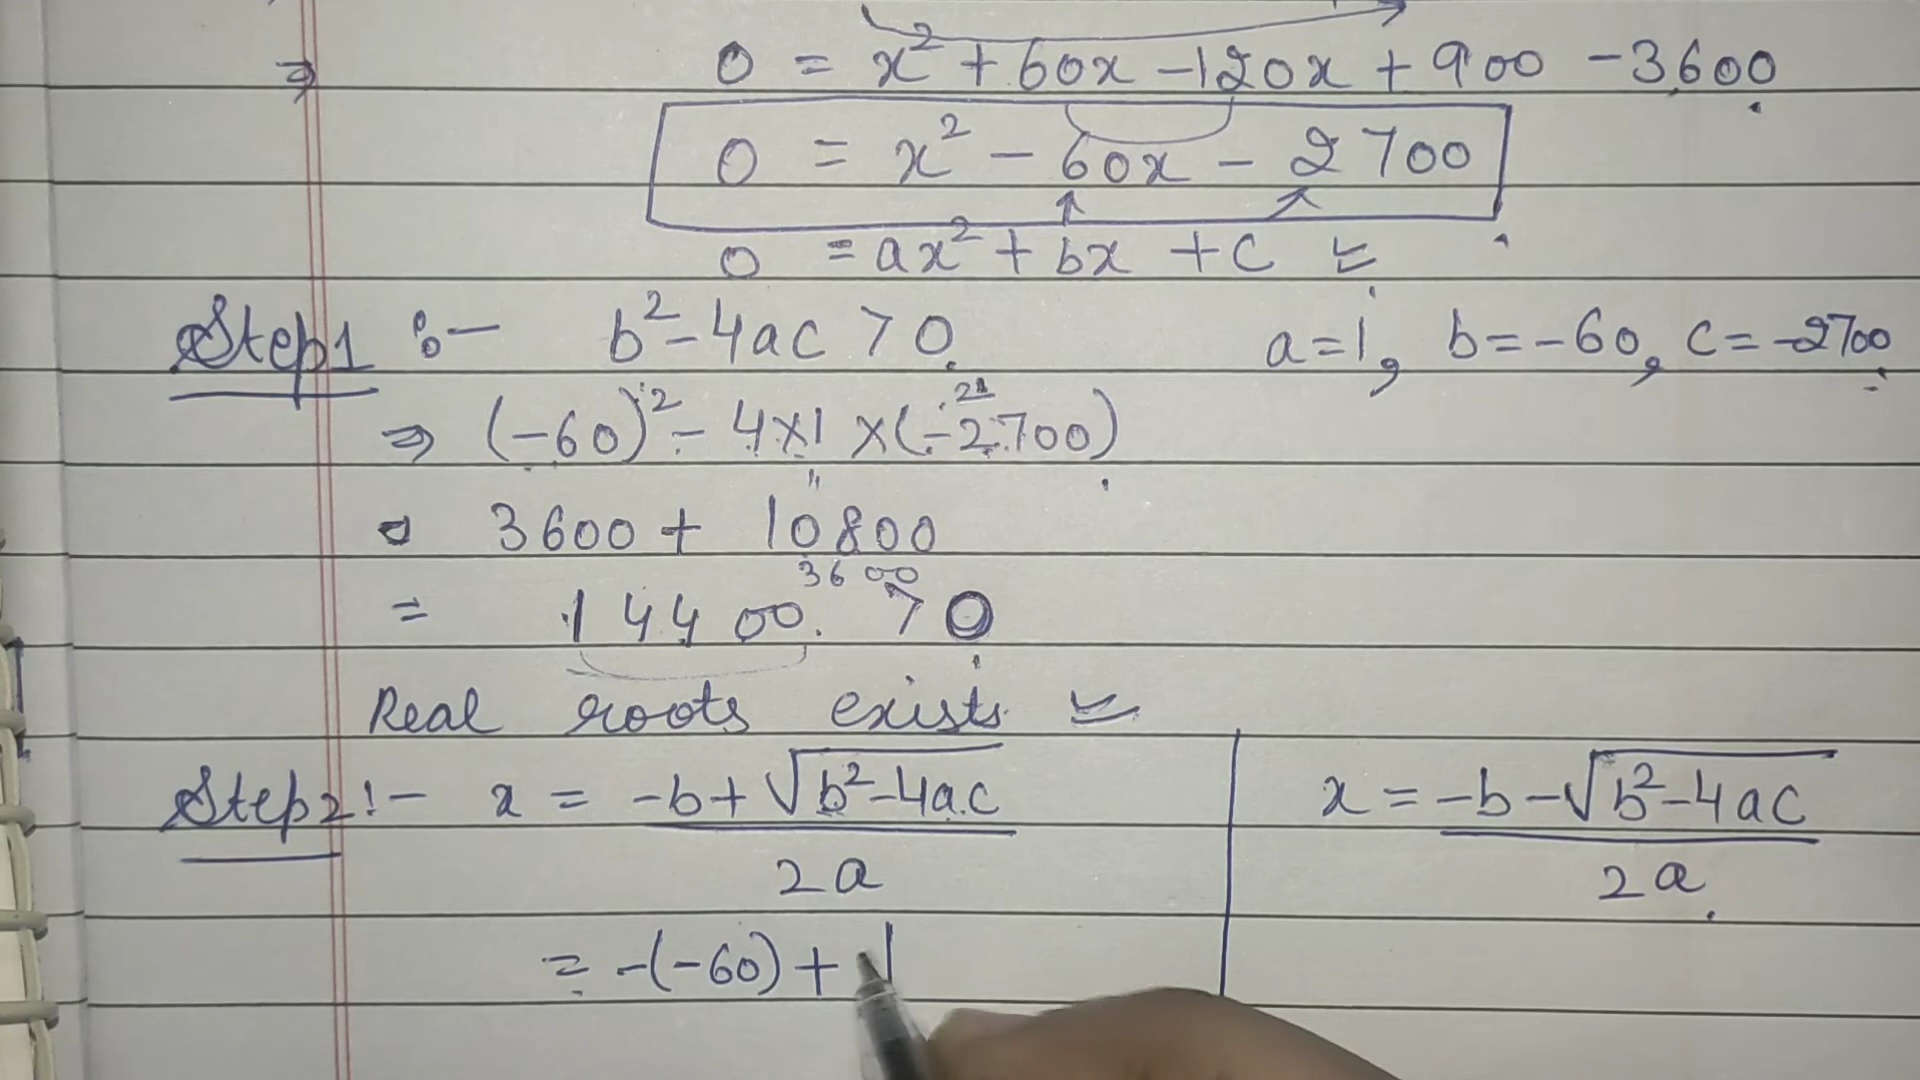 ⇒ 0 = x² + 60x - 120x + 900 - 3600
0 = x² - 60x - 2700
0 = ax² + bx + c
Step1 :- b² - 4ac > 0. a=1, b=-60, c=-2700
⇒ (-60)² - 4×1×(-2700)
3600 + 10800
3600
= 14400. > 0
Real roots exists.
Step2 :- x = -b+√b²-4a.c x = -b-√b²-4ac
2a 2a
= -(-60) +